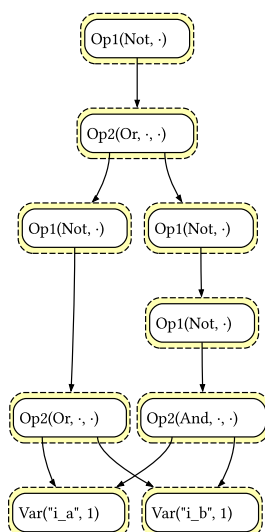 Op1(Not, ·)
Op2(Or, ·, ·)
Op1(Not, ·)
Op1(Not, ·)
Op1(Not, ·)
Op2(Or, ·, ·)
Op2(And, ·, ·)
Var("i_a", 1)
Var("i_b", 1)